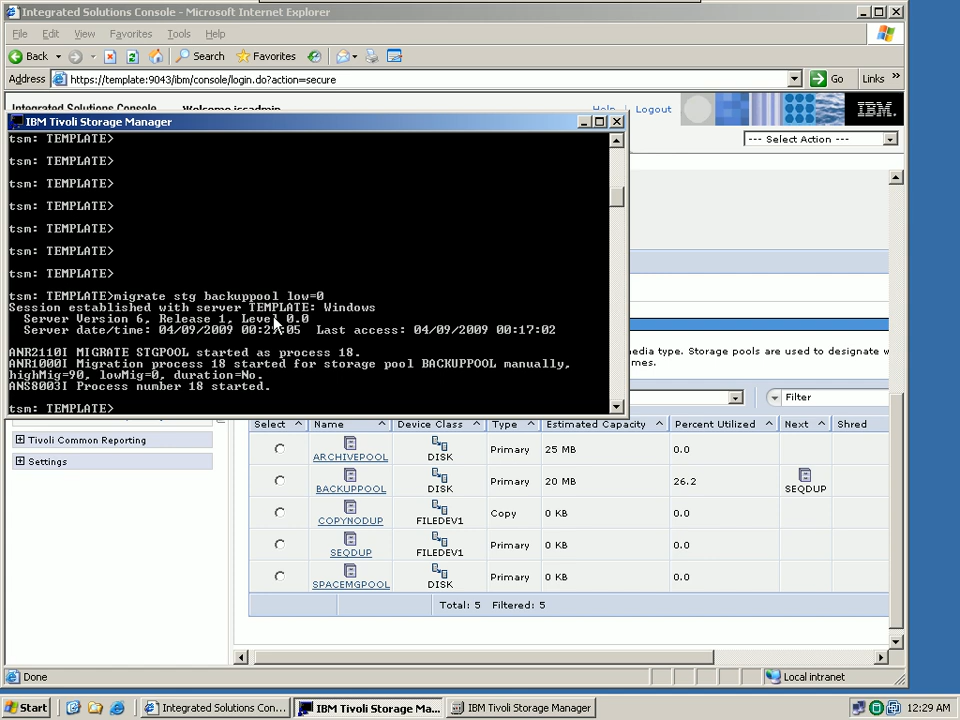 Integrated Solutions Console - Microsoft Internet Explorer
File Edit View Favorites Tools Help
Back Search Favorites
Address https://template:9043/ibm/console/login.do?action=secure Go Links »
Integrated Solutions Console Welcome iscadmin Help Logout IBM.
IBM Tivoli Storage Manager
--- Select Action ---
tsm: TEMPLATE>
tsm: TEMPLATE>
tsm: TEMPLATE>
tsm: TEMPLATE>
tsm: TEMPLATE>
tsm: TEMPLATE>
tsm: TEMPLATE>
tsm: TEMPLATE>migrate stg backuppool low=0
Session established with server TEMPLATE: Windows
Server Version 6, Release 1, Level 0.0
Server date/time: 04/09/2009 00:29:05 Last access: 04/09/2009 00:17:02
ANR2110I MIGRATE STGPOOL started as process 18.
ANR1000I Migration process 18 started for storage pool BACKUPPOOL manually,
highMig=90, lowMig=0, duration=No.
ANS8003I Process number 18 started.
tsm: TEMPLATE>
media type. Storage pools are used to designate w
mes.
Filter
Select Name Device Class Type Estimated Capacity Percent Utilized Next Shred
Tivoli Common Reporting
Settings
ARCHIVEPOOL DISK Primary 25 MB 0.0
BACKUPPOOL DISK Primary 20 MB 26.2 SEQDUP
COPYNODUP FILEDEV1 Copy 0 KB 0.0
SEQDUP FILEDEV1 Primary 0 KB 0.0
SPACEMGPOOL DISK Primary 0 KB 0.0
Total: 5 Filtered: 5
Done Local intranet
Start Integrated Solutions Con... IBM Tivoli Storage Ma... IBM Tivoli Storage Manager 12:29 AM